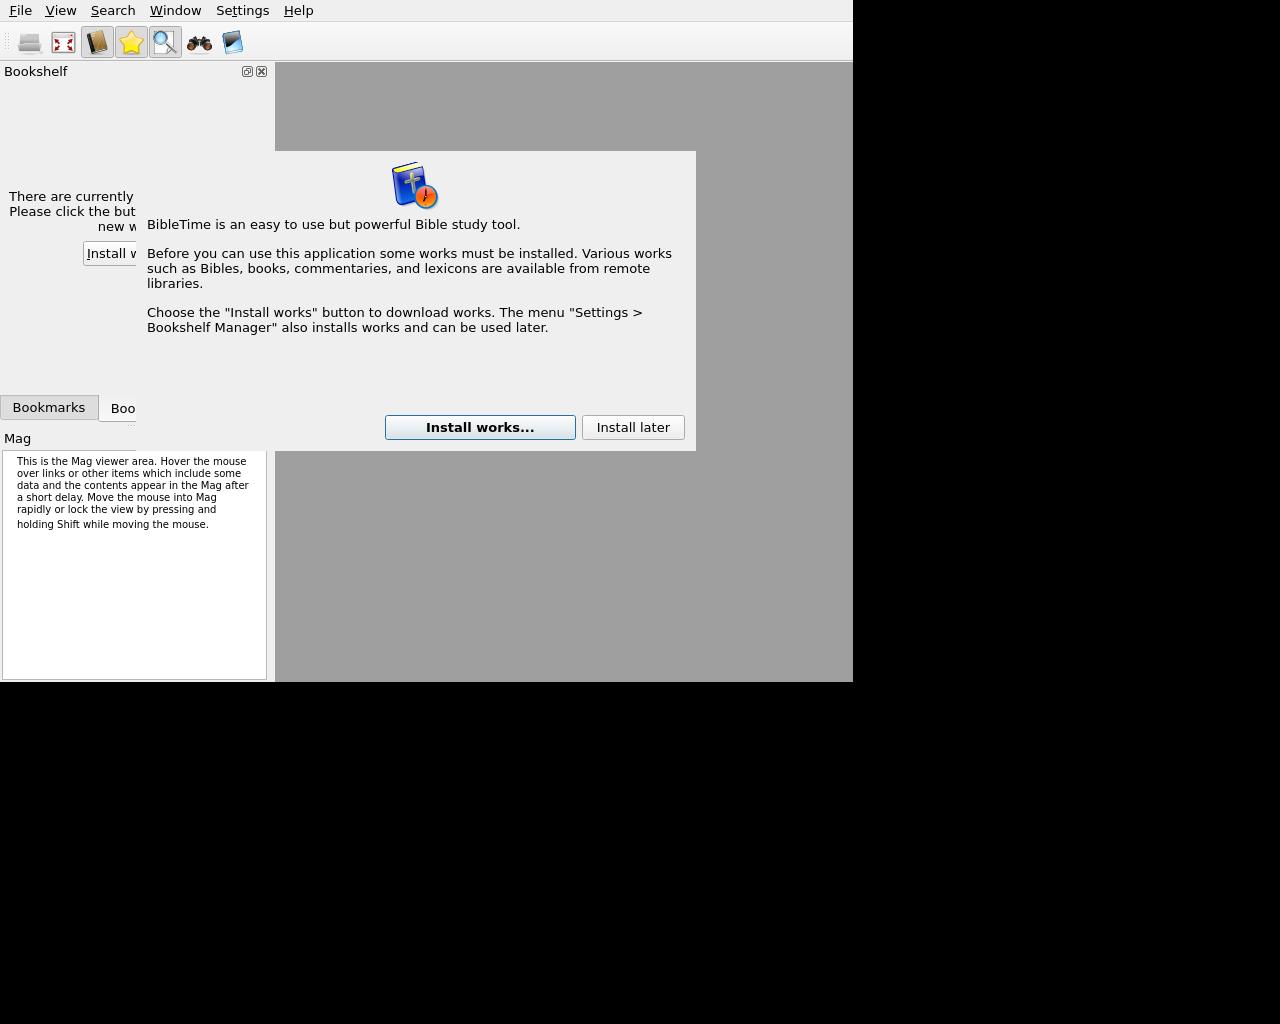 File View Search Window Settings Help
Bookshelf
There are currently
Please click the but
new w
Install w
BibleTime is an easy to use but powerful Bible study tool.
Before you can use this application some works must be installed. Various works
such as Bibles, books, commentaries, and lexicons are available from remote
libraries.
Choose the "Install works" button to download works. The menu "Settings >
Bookshelf Manager" also installs works and can be used later.
Install works... Install later
Bookmarks Boo
Mag
This is the Mag viewer area. Hover the mouse
over links or other items which include some
data and the contents appear in the Mag after
a short delay. Move the mouse into Mag
rapidly or lock the view by pressing and
holding Shift while moving the mouse.